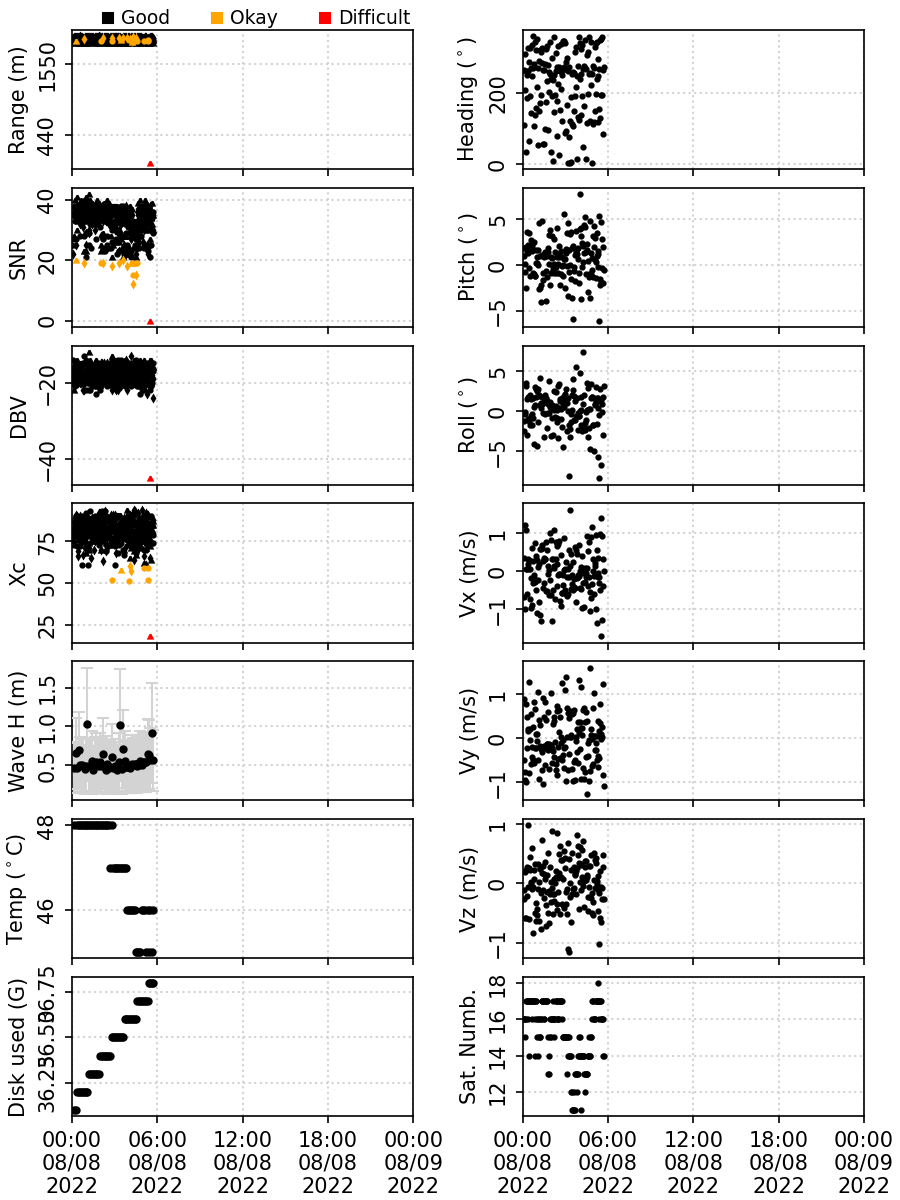 Good Okay Difficult
Range (m)
1550
440
Heading (°)
200
0
SNR
40
20
0
Pitch (°)
5
0
−5
DBV
−20
−40
Roll (°)
5
0
−5
Xc
75
50
25
Vx (m/s)
1
0
−1
Wave H (m)
1.5
1.0
0.5
Vy (m/s)
1
0
−1
Temp (°C)
48
46
Vz (m/s)
1
0
−1
Disk used (G)
36.75
36.50
36.25
Sat. Numb.
18
16
14
12
00:00 06:00 12:00 18:00 00:00 00:00 06:00 12:00 18:00 00:00
08/08 08/08 08/08 08/08 08/09 08/08 08/08 08/08 08/08 08/09
2022 2022 2022 2022 2022 2022 2022 2022 2022 2022